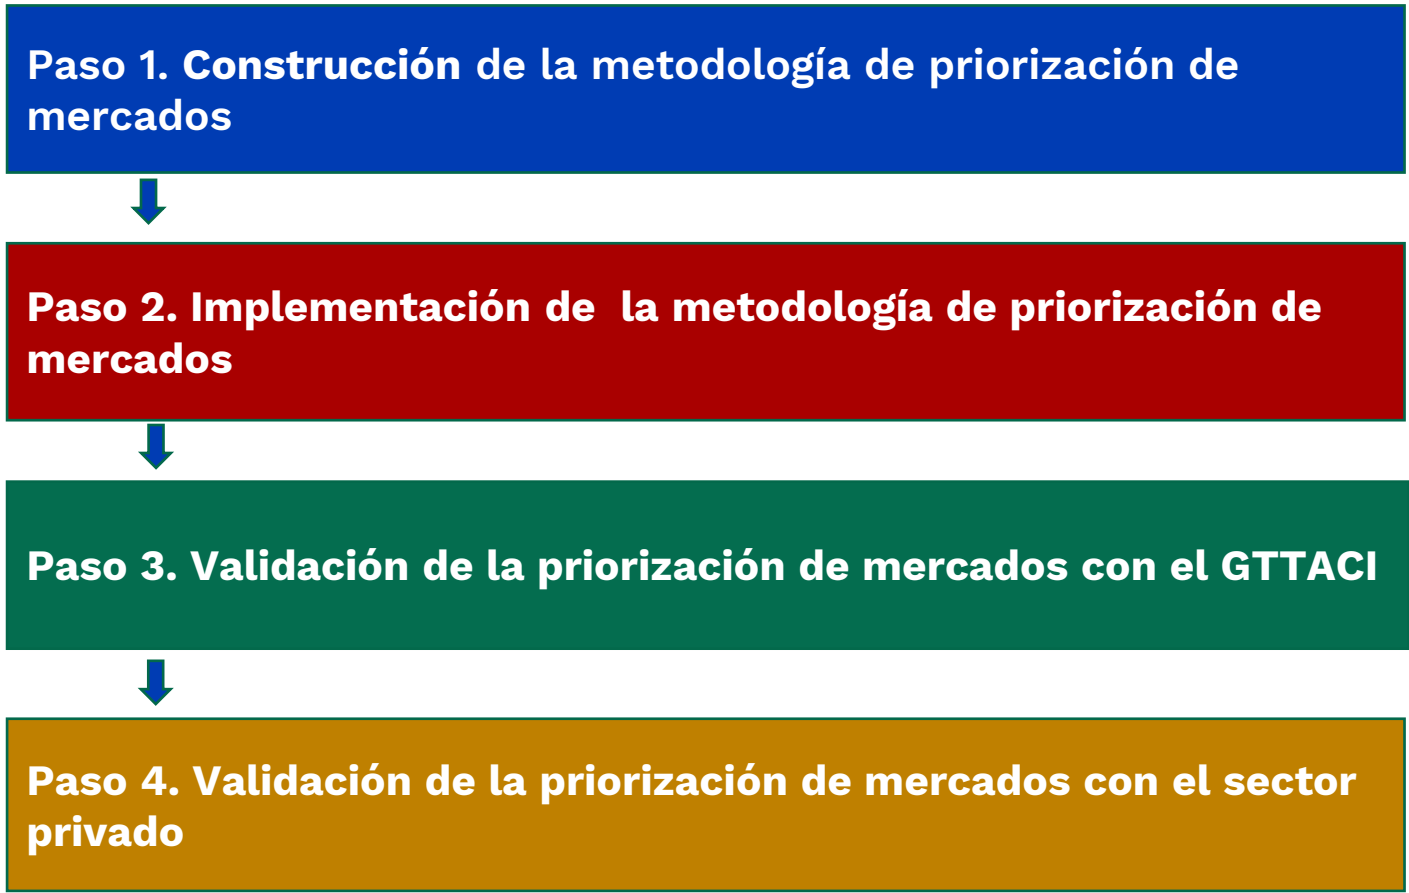 Paso 1. Construcción de la metodología de priorización de
mercados
Paso 2. Implementación de  la metodología de priorización de
mercados
Paso 3. Validación de la priorización de mercados con el GTTACI
Paso 4. Validación de la priorización de mercados con el sector
privado